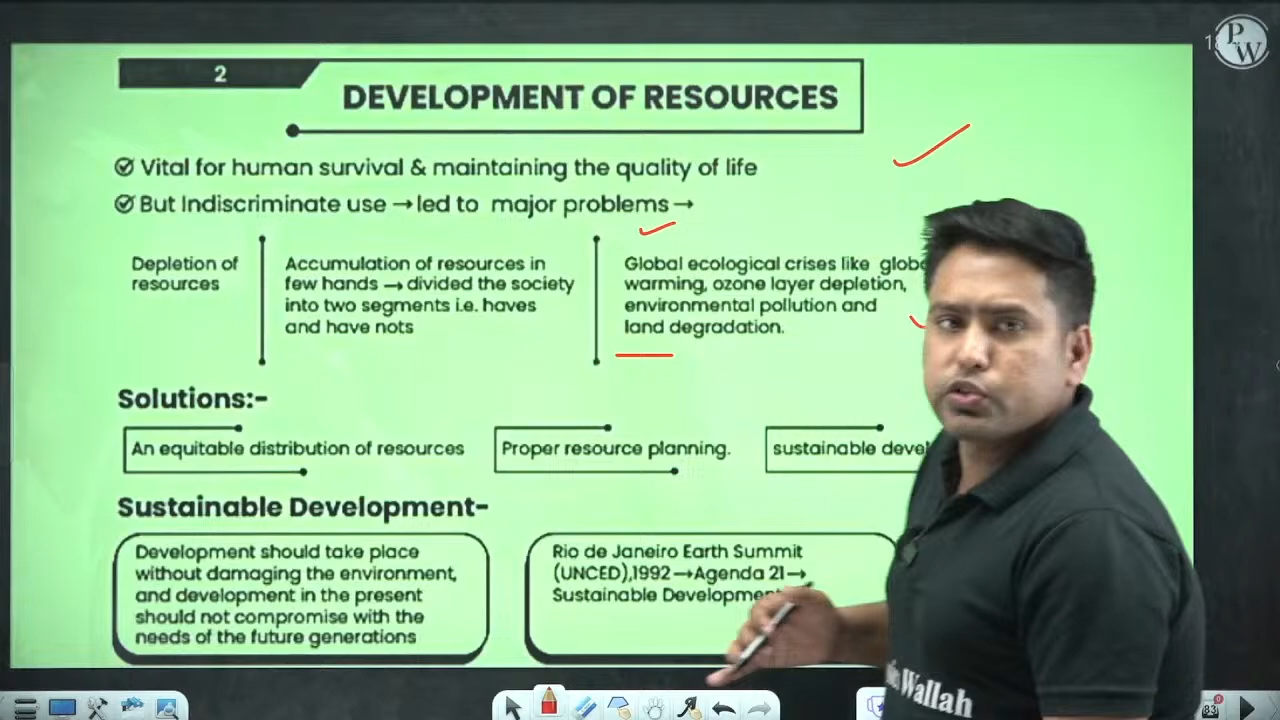 2
DEVELOPMENT OF RESOURCES
Vital for human survival & maintaining the quality of life
But Indiscriminate use → led to major problems →
Depletion of
resources
Accumulation of resources in
few hands → divided the society
into two segments i.e. haves
and have nots
Global ecological crises like
warming, ozone layer depletion,
environmental pollution and
land degradation.
Solutions:-
An equitable distribution of resources
Proper resource planning.
sustainable
Sustainable Development-
Development should take place
without damaging the environment,
and development in the present
should not compromise with the
needs of the future generations
Rio de Janeiro Earth Summit
(UNCED),1992 → Agenda 21 →
Sustainable
PW
Wallah
83